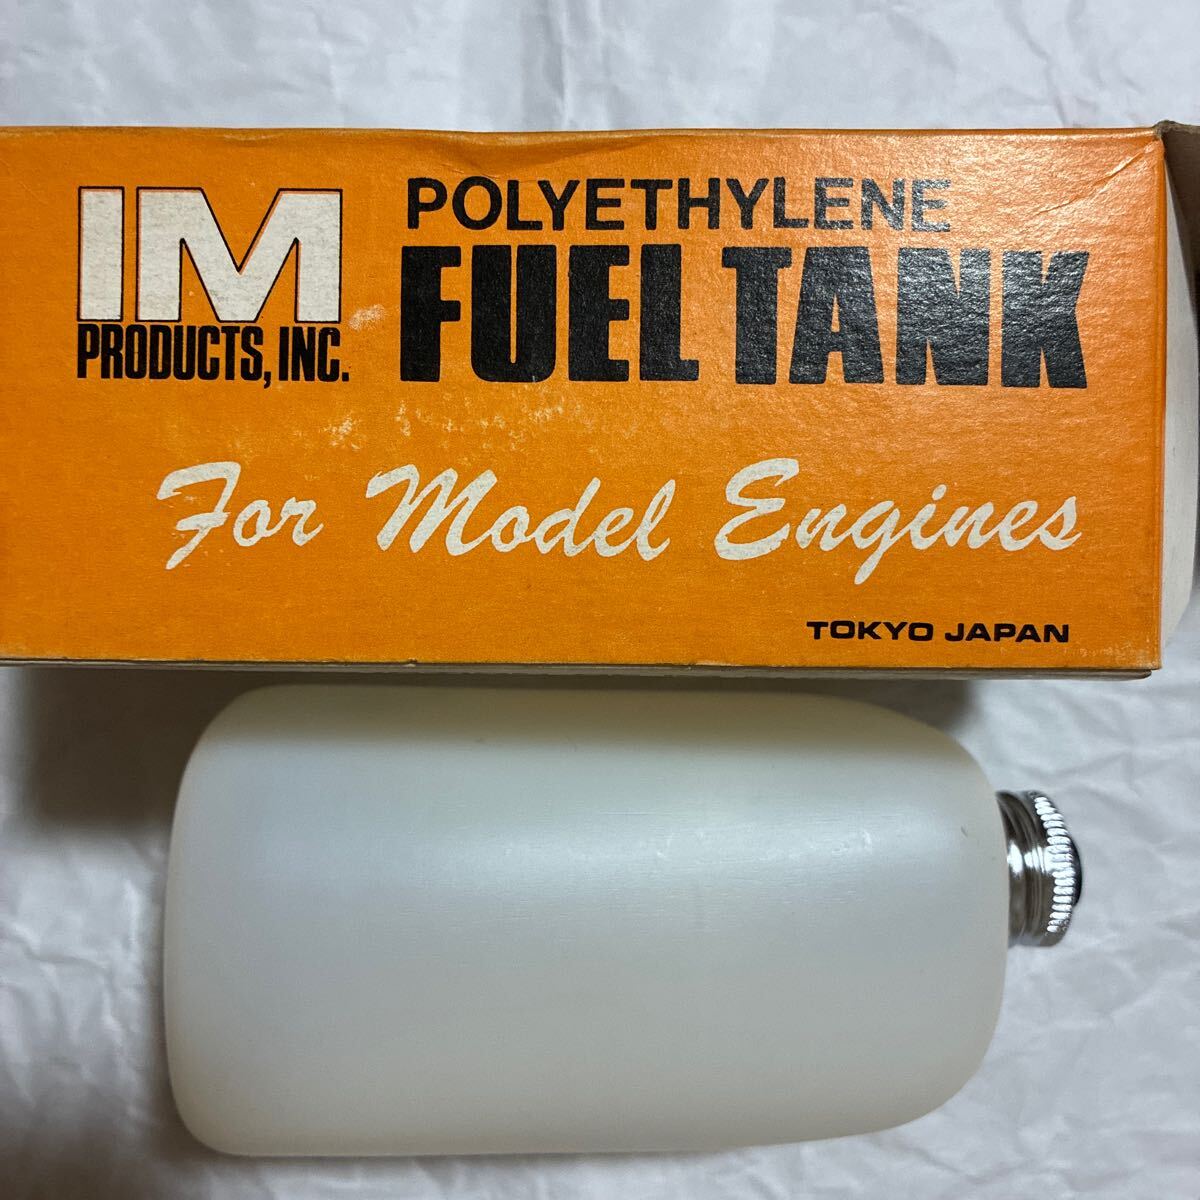 IM
PRODUCTS, INC.
POLYETHYLENE
FUEL TANK
For Model Engines
TOKYO JAPAN